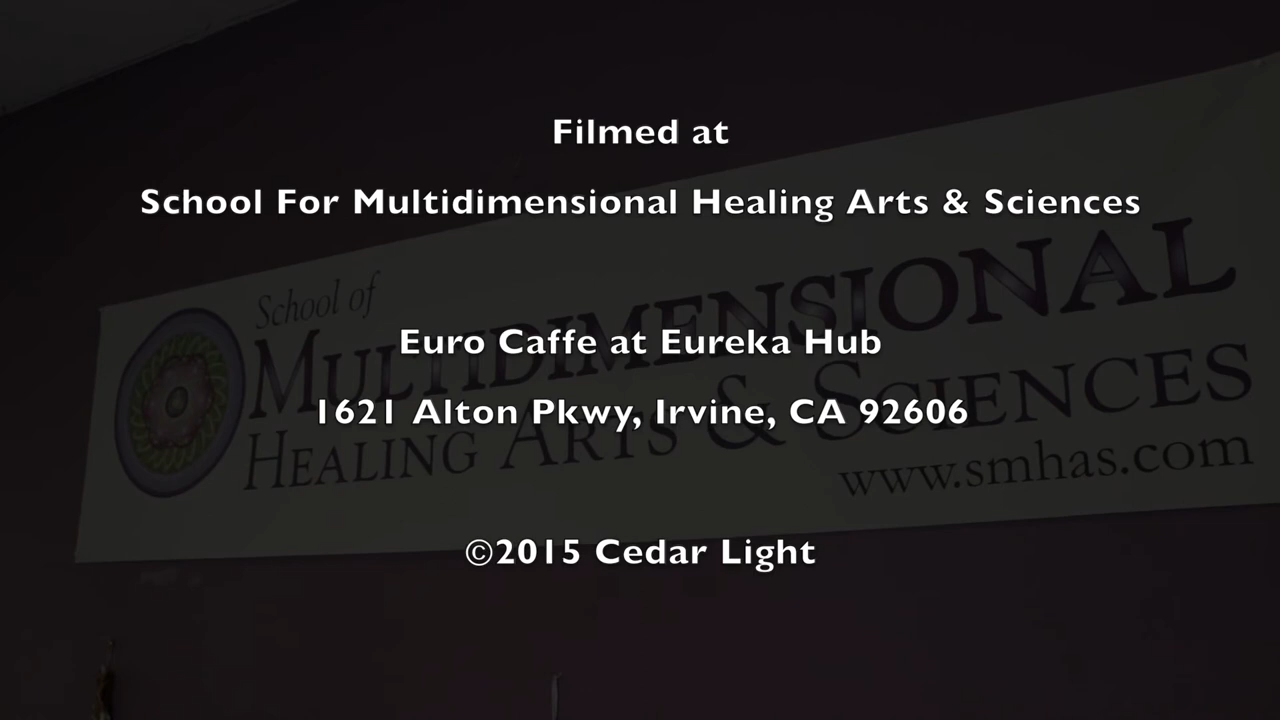 Filmed at
School For Multidimensional Healing Arts & Sciences
Euro Caffe at Eureka Hub
1621 Alton Pkwy, Irvine, CA 92606
©2015 Cedar Light
School of
MULTIDIMENSIONAL
HEALING ARTS & SCIENCES
www.smhas.com